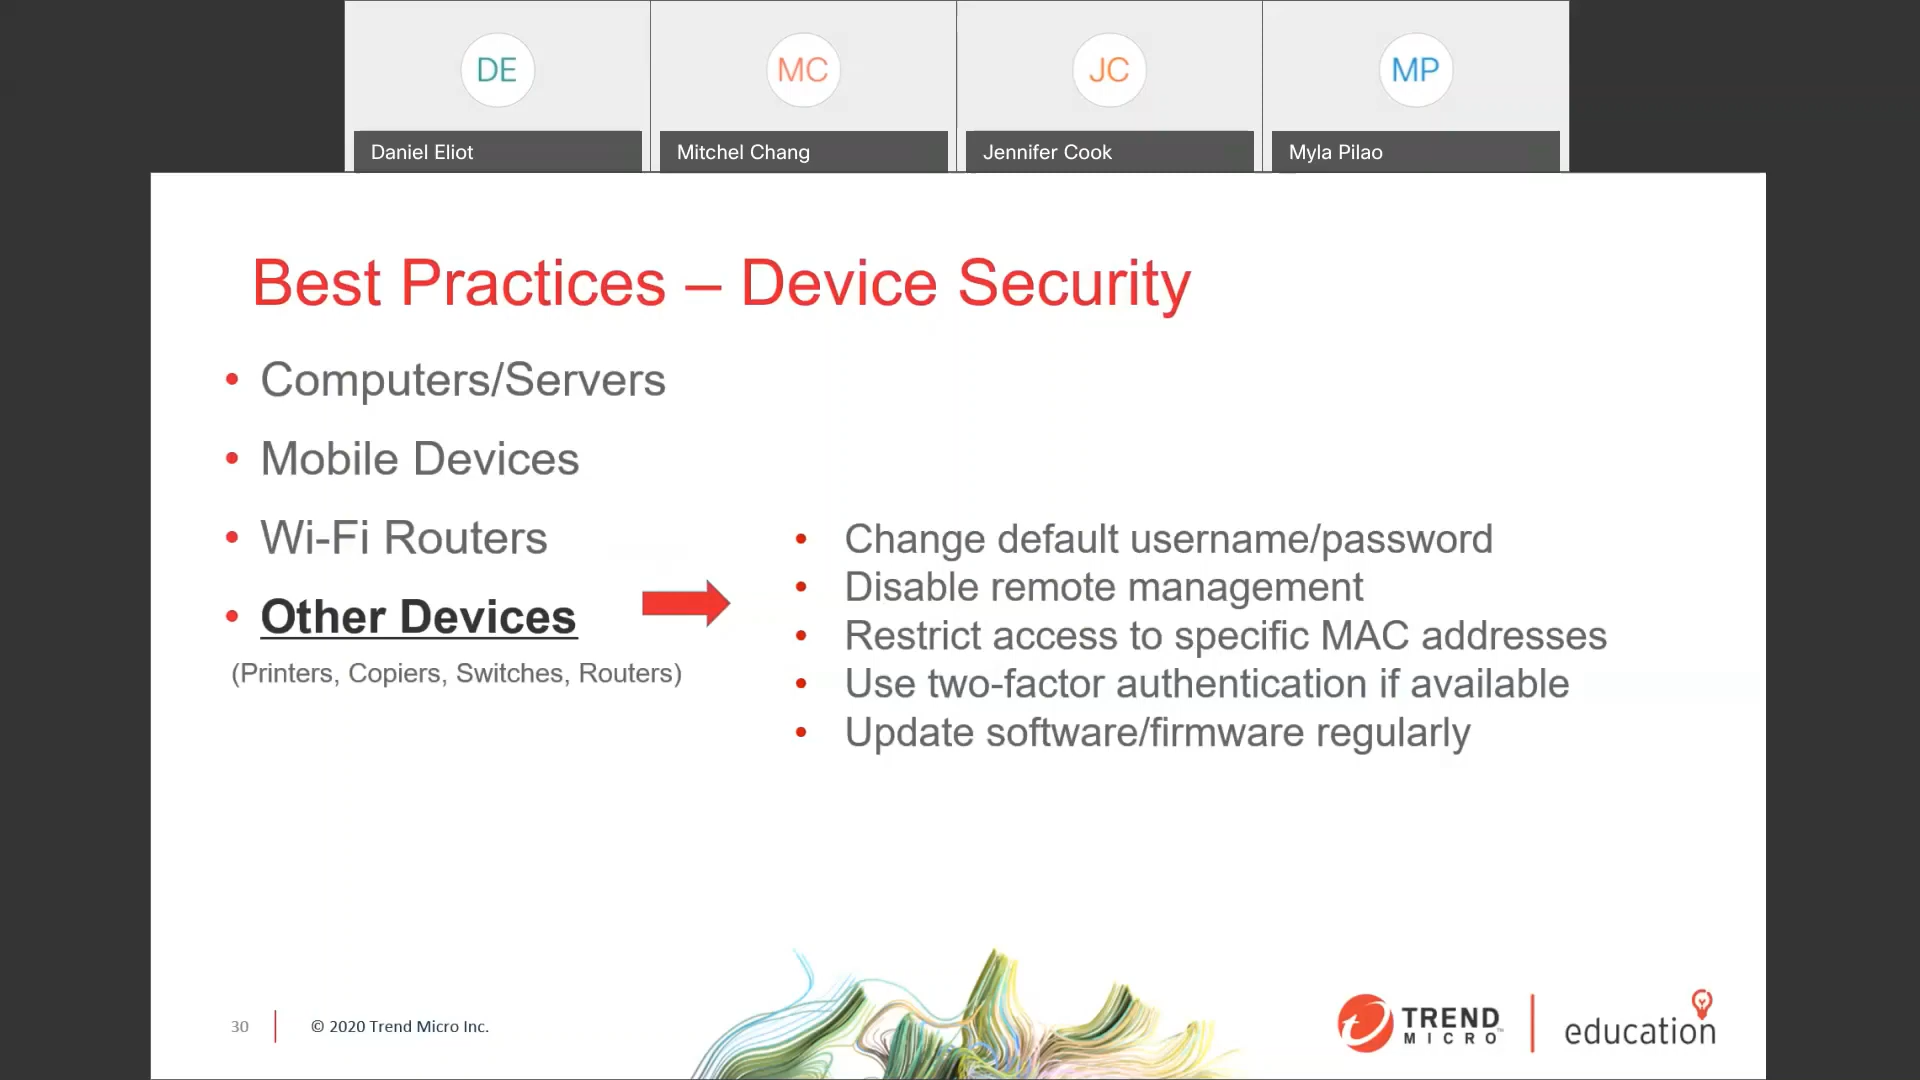 DE
MC
JC
MP
Daniel Eliot
Mitchel Chang
Jennifer Cook
Myla Pilao
Best Practices – Device Security
• Computers/Servers
• Mobile Devices
• Wi-Fi Routers
• Other Devices
(Printers, Copiers, Switches, Routers)
• Change default username/password
• Disable remote management
• Restrict access to specific MAC addresses
• Use two-factor authentication if available
• Update software/firmware regularly
30
© 2020 Trend Micro Inc.
TREND
MICRO™
education